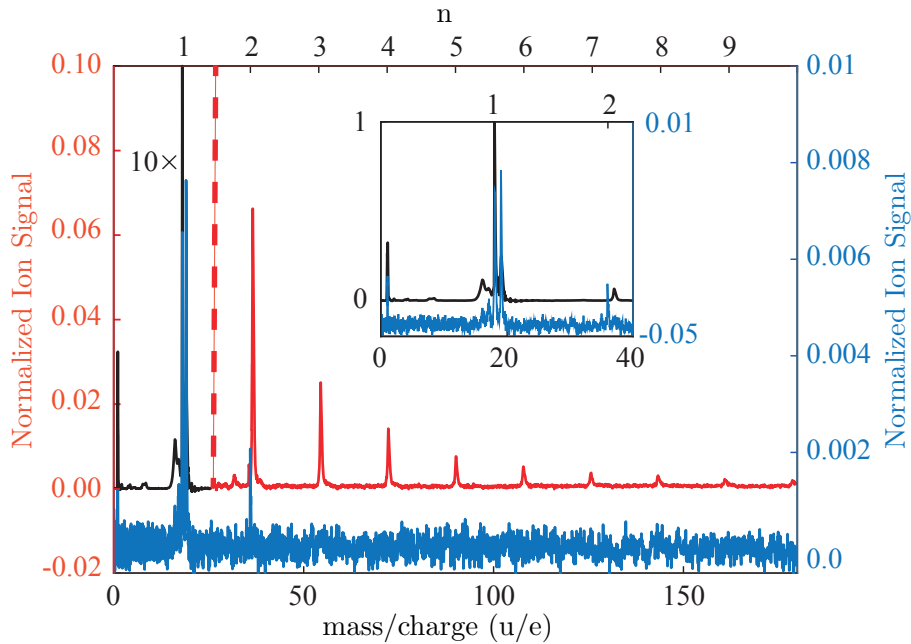 n
1 2 3 4 5 6 7 8 9
0.10
0.08
0.06
0.04
0.02
0.00
-0.02
Normalized Ion Signal
10×
1 2
1
0
0.01
-0.05
0 20 40
0.01
0.008
0.006
0.004
0.002
0.0
Normalized Ion Signal
0 50 100 150
mass/charge (u/e)